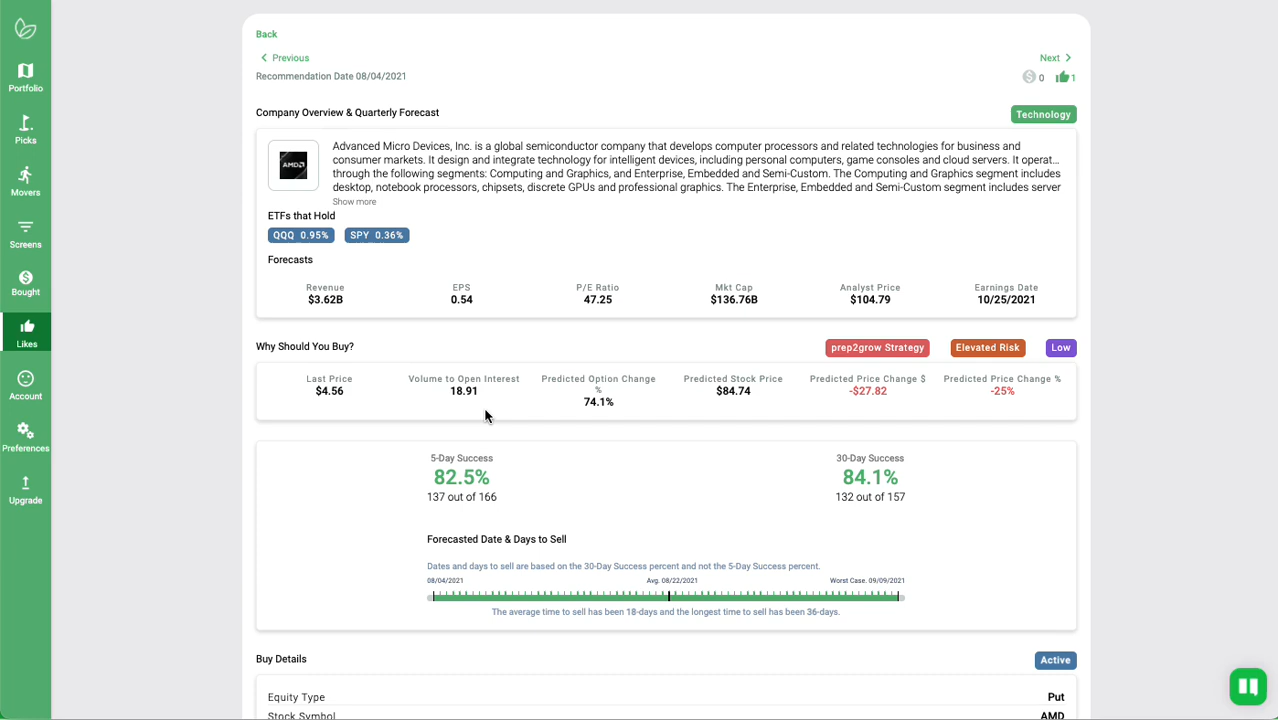 Back
Previous
Next
Recommendation Date 08/04/2021
0
1
Portfolio
Picks
Movers
Screens
Bought
Likes
Account
Preferences
Upgrade
Company Overview & Quarterly Forecast
Technology
AMD
Advanced Micro Devices, Inc. is a global semiconductor company that develops computer processors and related technologies for business and
consumer markets. It design and integrate technology for intelligent devices, including personal computers, game consoles and cloud servers. It operat...
through the following segments: Computing and Graphics, and Enterprise, Embedded and Semi-Custom. The Computing and Graphics segment includes
desktop, notebook processors, chipsets, discrete GPUs and professional graphics. The Enterprise, Embedded and Semi-Custom segment includes server
Show more
ETFs that Hold
QQQ 0.95% SPY 0.36%
Forecasts
Revenue EPS P/E Ratio Mkt Cap Analyst Price Earnings Date
$3.62B 0.54 47.25 $136.76B $104.79 10/25/2021
Why Should You Buy?
prep2grow Strategy Elevated Risk Low
Last Price Volume to Open Interest Predicted Option Change % Predicted Stock Price Predicted Price Change $ Predicted Price Change %
$4.56 18.91 74.1% $84.74 -$27.82 -25%
5-Day Success 30-Day Success
82.5% 84.1%
137 out of 166 132 out of 157
Forecasted Date & Days to Sell
Dates and days to sell are based on the 30-Day Success percent and not the 5-Day Success percent.
08/04/2021 Avg. 08/22/2021 Worst Case. 09/09/2021
The average time to sell has been 18-days and the longest time to sell has been 36-days.
Buy Details
Active
Equity Type Put
Stock Symbol AMD